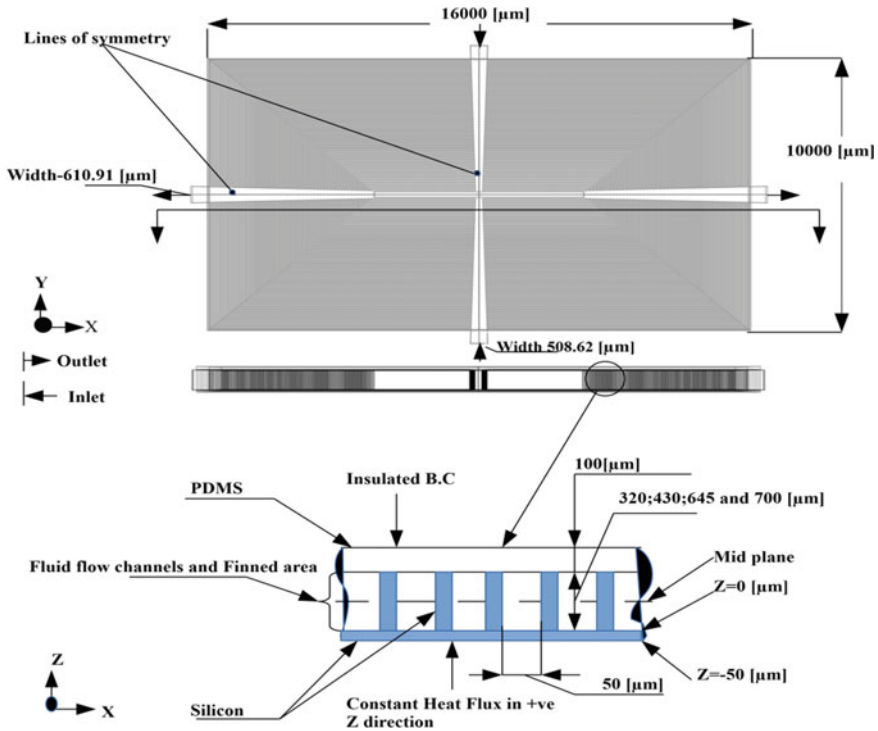 16000 [µm]
Lines of symmetry
10000 [µm]
Width-610.91 [µm]
Y
X
Outlet
Inlet
Width 508.62 [µm]
100[µm]
Insulated B.C
PDMS
320;430;645 and 700 [µm]
Mid plane
Fluid flow channels and Finned area
Z=0 [µm]
Z
X
Silicon
Constant Heat Flux in +ve
Z direction
50 [µm]
Z=-50 [µm]